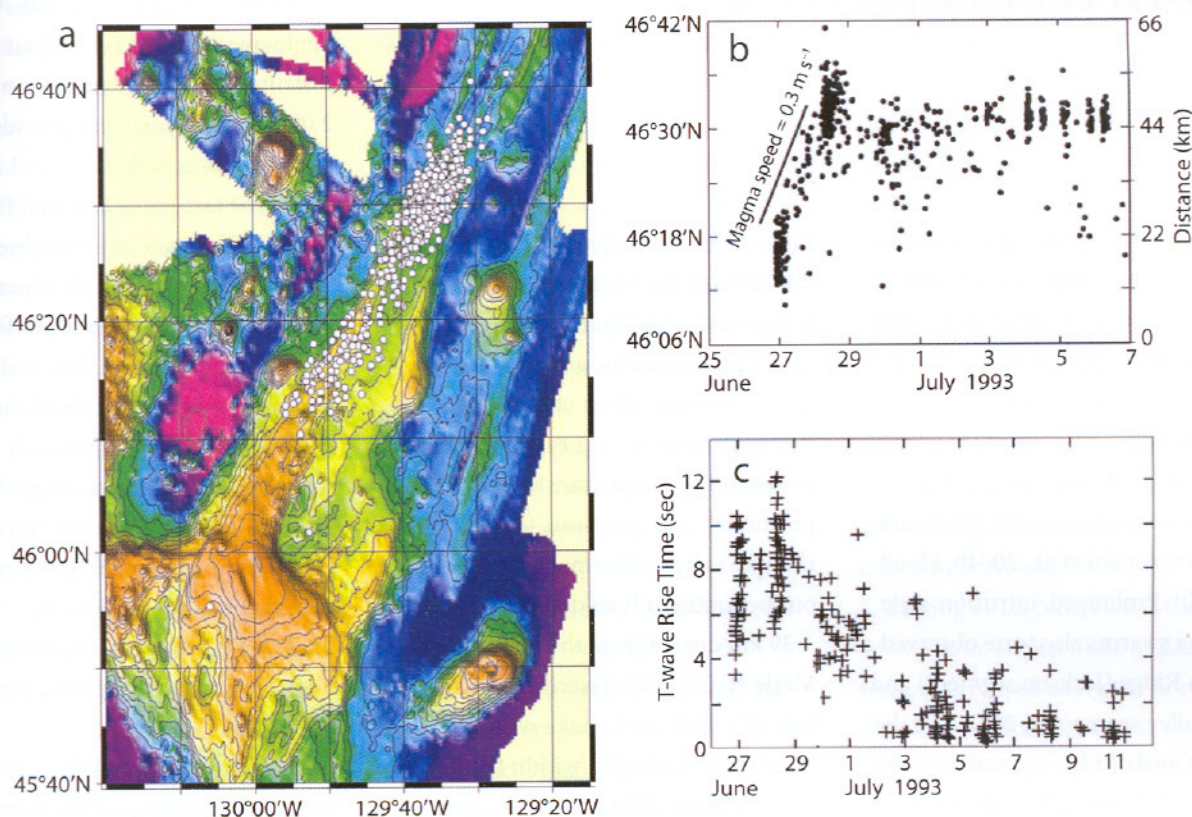 a
46°40'N
46°20'N
46°00'N
45°40'N
130°00'W
129°40'W
129°20'W
b
46°42'N
46°30'N
46°18'N
46°06'N
Magma speed = 0.3 m s⁻¹
66
44
22
0
Distance (km)
25
27
29
1
3
5
7
June
July 1993
c
T-wave Rise Time (sec)
12
8
4
0
27
29
1
3
5
7
9
June
July 1993